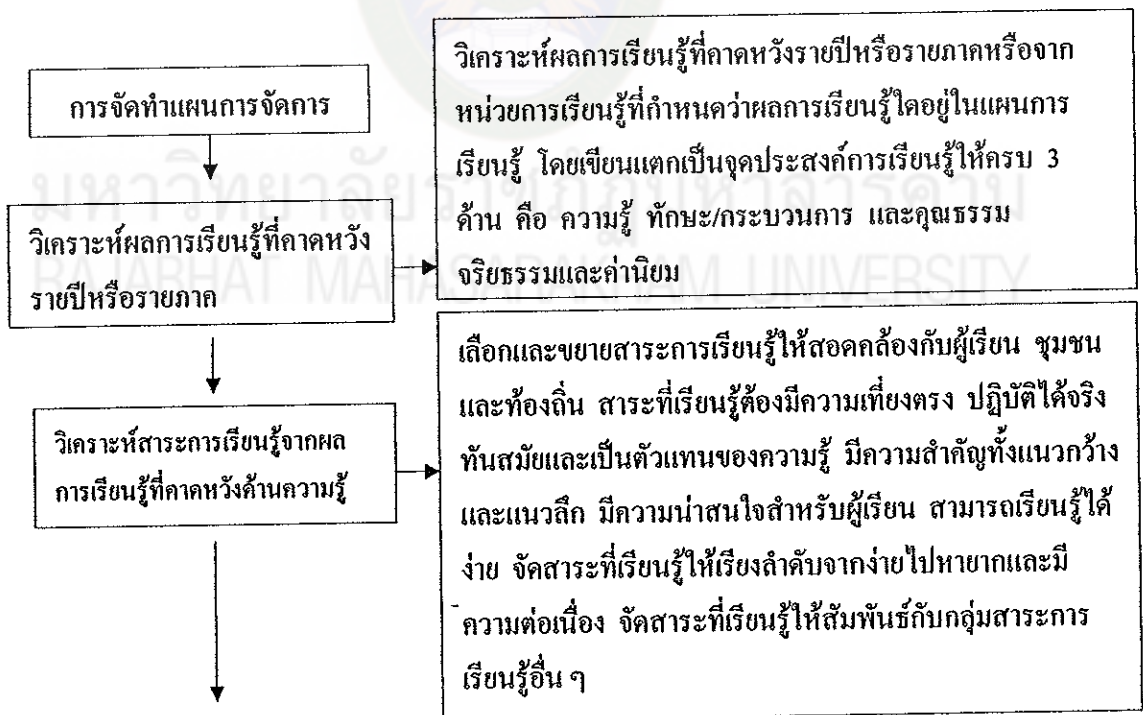 การจัดทำแผนการจัดการ
วิเคราะห์ผลการเรียนรู้ที่คาดหวังรายปีหรือรายภาคหรือจาก
หน่วยการเรียนรู้ที่กำหนดว่าผลการเรียนรู้ใดอยู่ในแผนการ
เรียนรู้ โดยเขียนแตกเป็นจุดประสงค์การเรียนรู้ให้ครบ 3
ด้าน คือ ความรู้ ทักษะ/กระบวนการ และคุณธรรม
จริยธรรมและค่านิยม
วิเคราะห์ผลการเรียนรู้ที่คาดหวัง
รายปีหรือรายภาค
มหาวิทยาลัยราชภัฏมหาสารคาม
RAJABHAT MAHASARAKHAM UNIVERSITY
วิเคราะห์สาระการเรียนรู้จากผล
การเรียนรู้ที่คาดหวังด้านความรู้
เลือกและขยายสาระการเรียนรู้ให้สอดคล้องกับผู้เรียน ชุมชน
และท้องถิ่น สาระที่เรียนรู้ต้องมีความเที่ยงตรง ปฏิบัติได้จริง
ทันสมัยและเป็นตัวแทนของความรู้ มีความสำคัญทั้งแนวกว้าง
และแนวลึก มีความน่าสนใจสำหรับผู้เรียน สามารถเรียนรู้ได้
ง่าย จัดสาระที่เรียนรู้ให้เรียงลำดับจากง่ายไปหายากและมี
ความต่อเนื่อง จัดสาระที่เรียนรู้ให้สัมพันธ์กับกลุ่มสาระการ
เรียนรู้อื่น ๆ